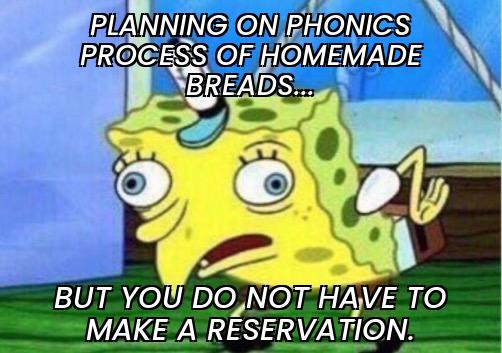 PLANNING ON PHONICS
PROCESS OF HOMEMADE
BREADS...
BUT YOU DO NOT HAVE TO
MAKE A RESERVATION.